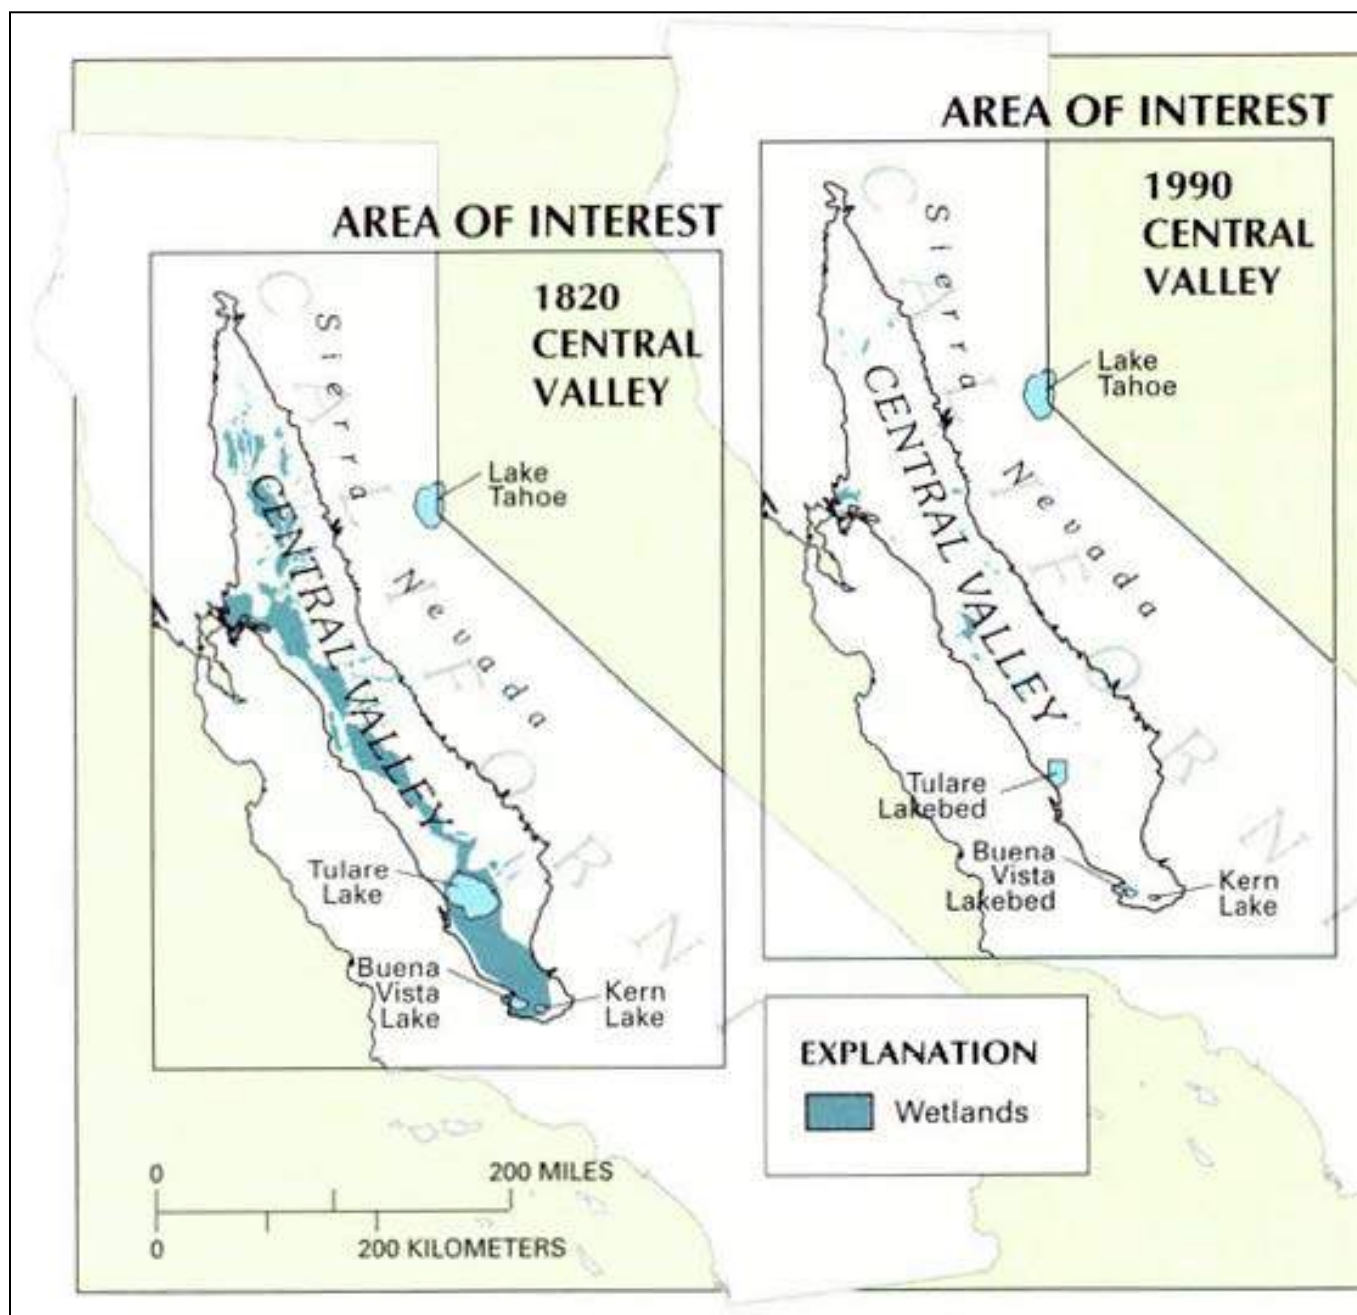 AREA OF INTEREST
1820
CENTRAL
VALLEY
CALIFORNIA
Sierra
Nevada
Lake
Tahoe
CENTRAL VALLEY
Tulare
Lake
Buena
Vista
Lake
Kern
Lake
AREA OF INTEREST
1990
CENTRAL
VALLEY
CALIFORNI
Sierra
Nevada
Lake
Tahoe
CENTRAL VALLEY
Tulare
Lakebed
Buena
Vista
Lakebed
Kern
Lake
EXPLANATION
Wetlands
0 200 MILES
0 200 KILOMETERS